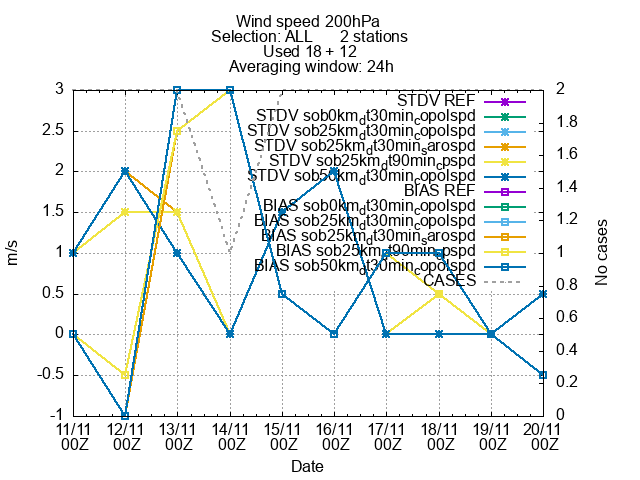 Wind speed 200hPa
Selection: ALL 2 stations
Used 18 + 12
Averaging window: 24h
3
2.5
2
1.5
1
0.5
0
-0.5
-1
m/s
2
1.8
1.6
1.4
1.2
1
0.8
0.6
0.4
0.2
0
No cases
STDV REF
STDV sob0km_dt30min_copolspd
STDV sob25km_dt30min_copolspd
STDV sob25km_dt30min_sarospd
STDV sob25km_dt90min_cpspd
STDV sob50km_dt30min_copolspd
BIAS REF
BIAS sob0km_dt30min_copolspd
BIAS sob25km_dt30min_copolspd
BIAS sob25km_dt30min_sarospd
BIAS sob25km_dt90min_cpspd
BIAS sob50km_dt30min_copolspd
CASES
11/11 12/11 13/11 14/11 15/11 16/11 17/11 18/11 19/11 20/11
00Z 00Z 00Z 00Z 00Z 00Z 00Z 00Z 00Z 00Z
Date